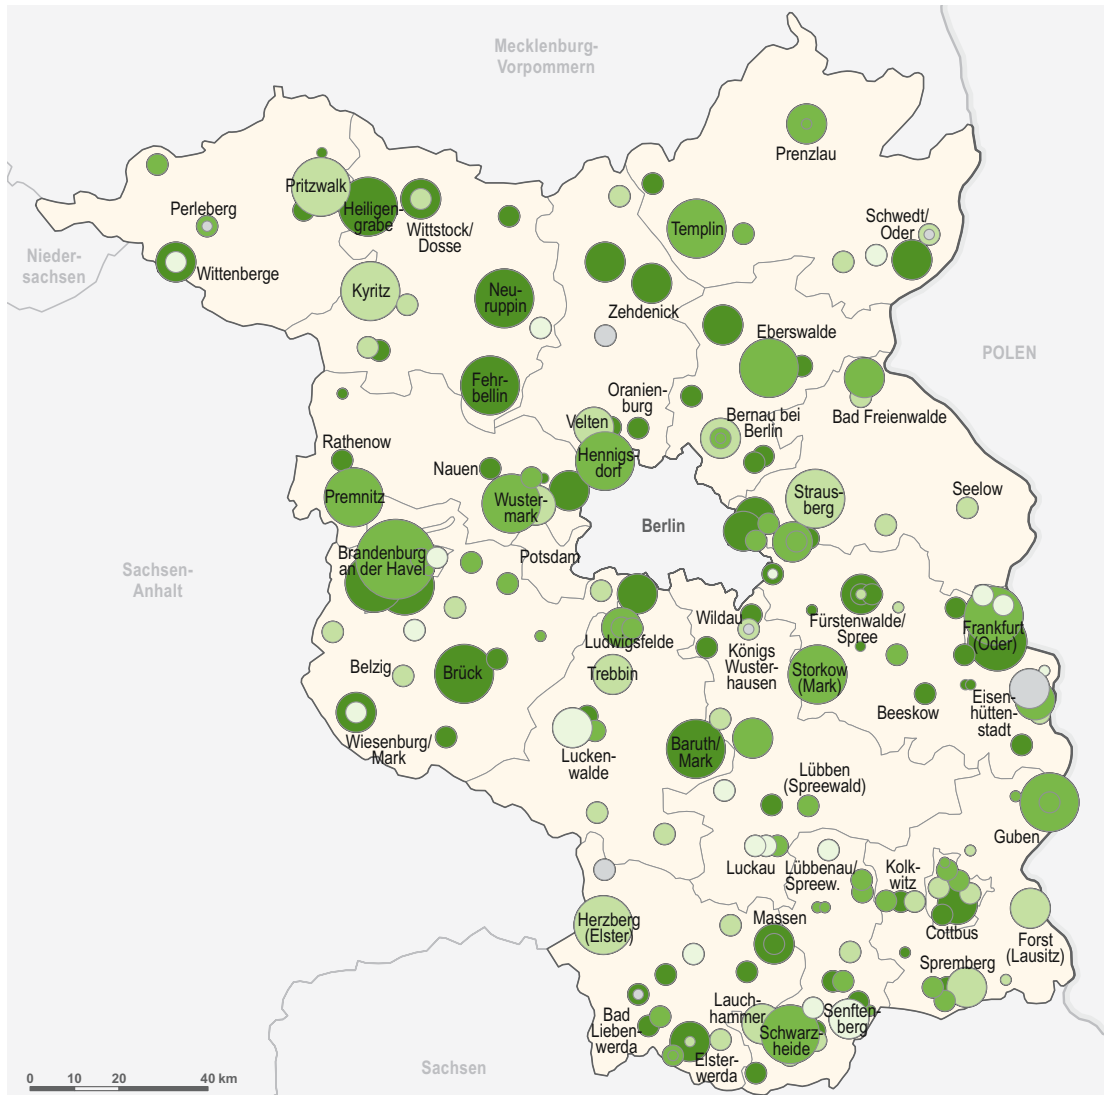 Mecklenburg-
Vorpommern
Prenzlau
Pritzwalk
Perleberg
Heiligen-
grabe
Wittstock/
Dosse
Templin
Schwedt/
Oder
Nieder-
sachsen
Wittenberge
Kyritz
Neu-
ruppin
Zehdenick
Eberswalde
POLEN
Fehr-
bellin
Oranien-
burg
Velten
Bernau bei
Berlin
Bad Freienwalde
Rathenow
Nauen
Hennigs-
dorf
Premnitz
Wuster-
mark
Straus-
berg
Seelow
Berlin
Brandenburg
an der Havel
Potsdam
Sachsen-
Anhalt
Wildau
Fürstenwalde/
Spree
Frankfurt
(Oder)
Ludwigsfelde
Königs
Wuster-
hausen
Belzig
Brück
Trebbin
Storkow
(Mark)
Beeskow
Eisen-
hütten-
stadt
Wiesenburg/
Mark
Lucken-
walde
Baruth/
Mark
Lübben
(Spreewald)
Guben
Luckau
Lübbenau/
Spreew.
Kolk-
witz
Herzberg
(Elster)
Massen
Cottbus
Forst
(Lausitz)
Spremberg
Bad
Lieben-
werda
Lauch-
hammer
Schwarz-
heide
Senften-
berg
Elster-
werda
Sachsen
0 10 20 40 km